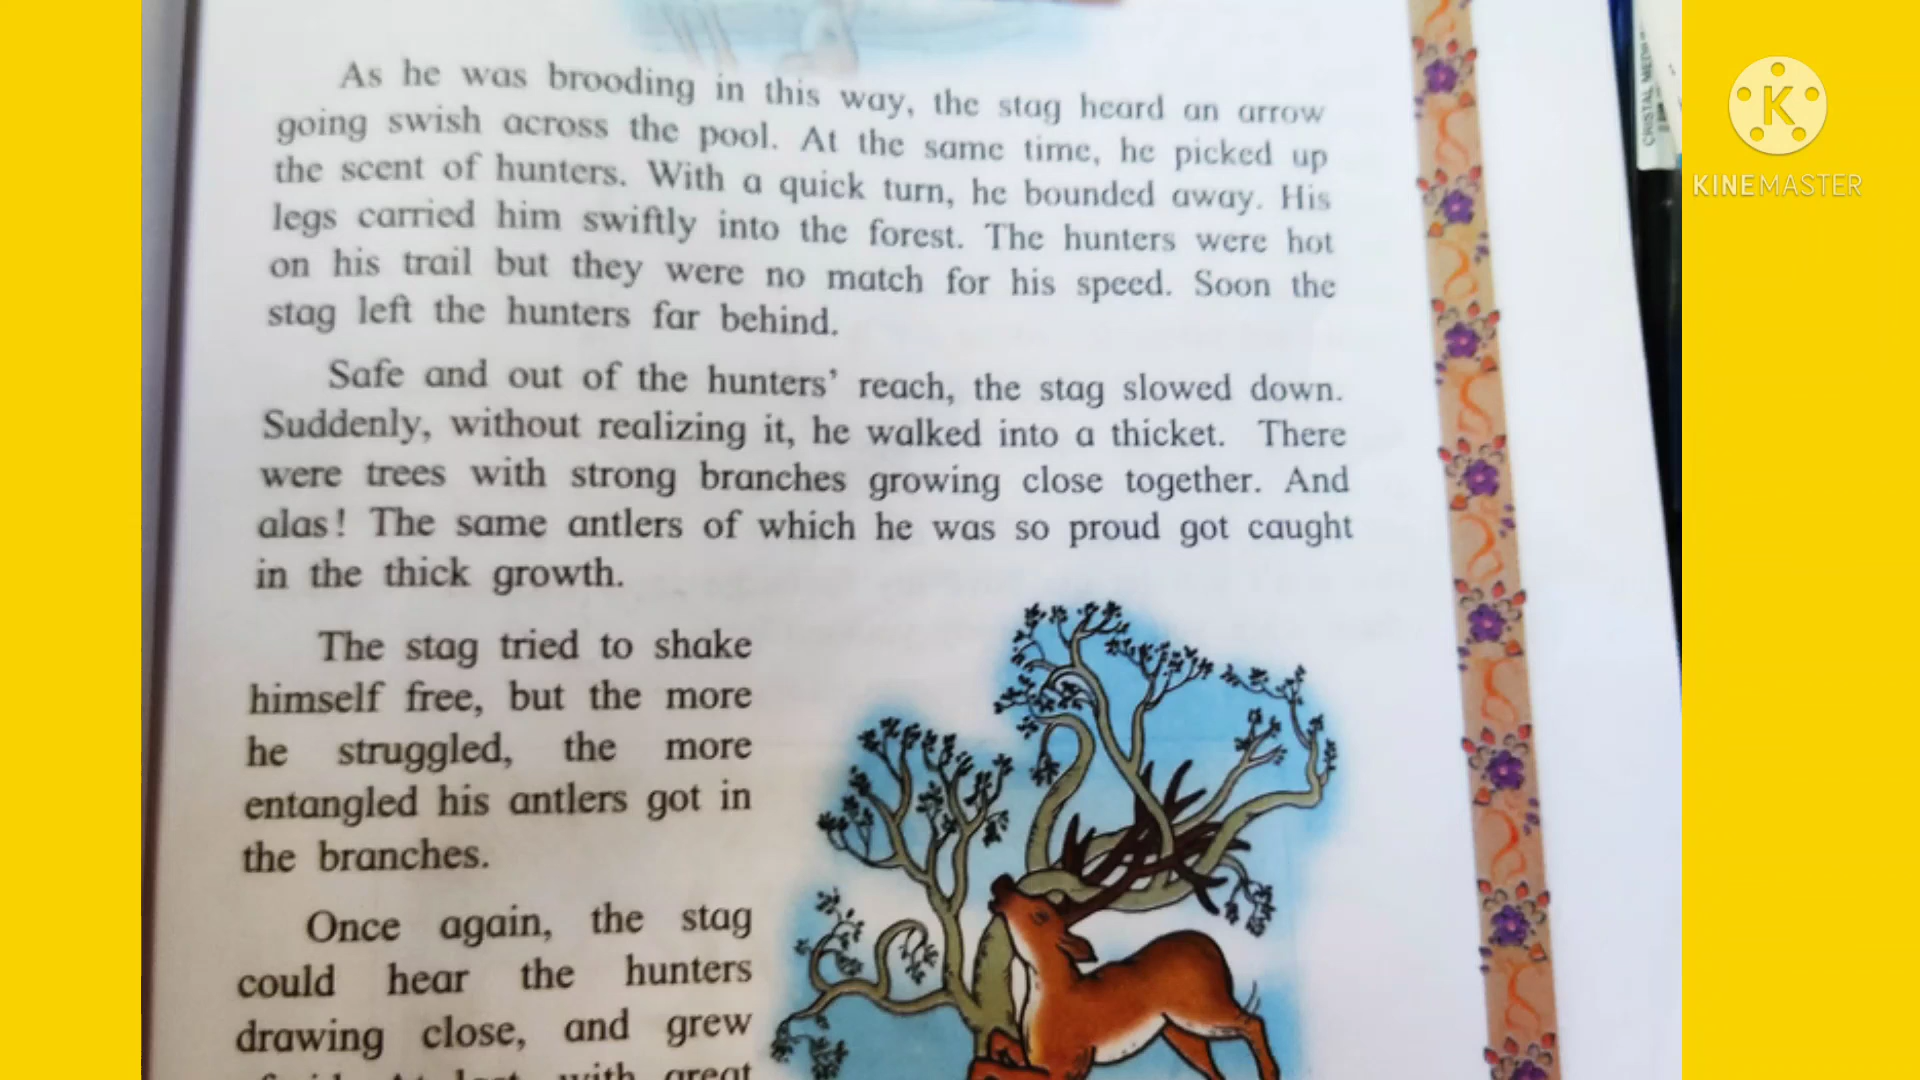 As he was brooding in this way, the stag heard an arrow
going swish across the pool. At the same time, he picked up
the scent of hunters. With a quick turn, he bounded away. His
legs carried him swiftly into the forest. The hunters were hot
on his trail but they were no match for his speed. Soon the
stag left the hunters far behind.
Safe and out of the hunters' reach, the stag slowed down.
Suddenly, without realizing it, he walked into a thicket. There
were trees with strong branches growing close together. And
alas! The same antlers of which he was so proud got caught
in the thick growth.
The stag tried to shake
himself free, but the more
he struggled, the more
entangled his antlers got in
the branches.
Once again, the stag
could hear the hunters
drawing close, and grew
with great
K
KINEMASTER